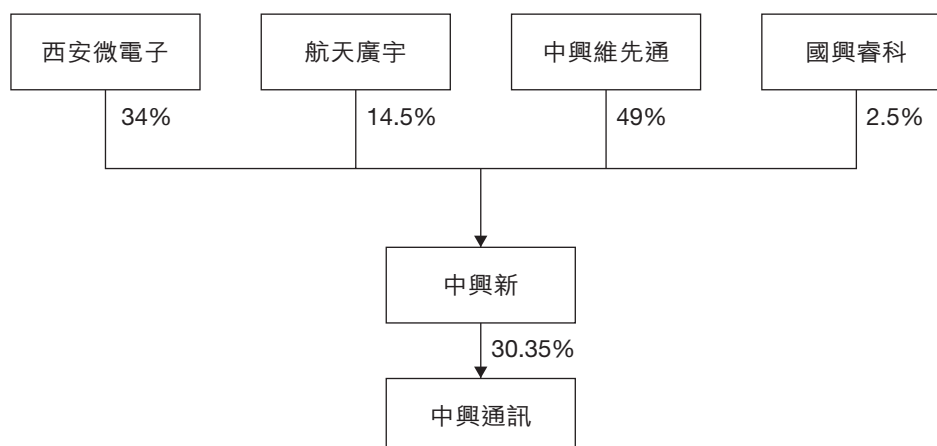 西安微電子
航天廣宇
中興維先通
國興睿科
34%
14.5%
49%
2.5%
中興新
30.35%
中興通訊